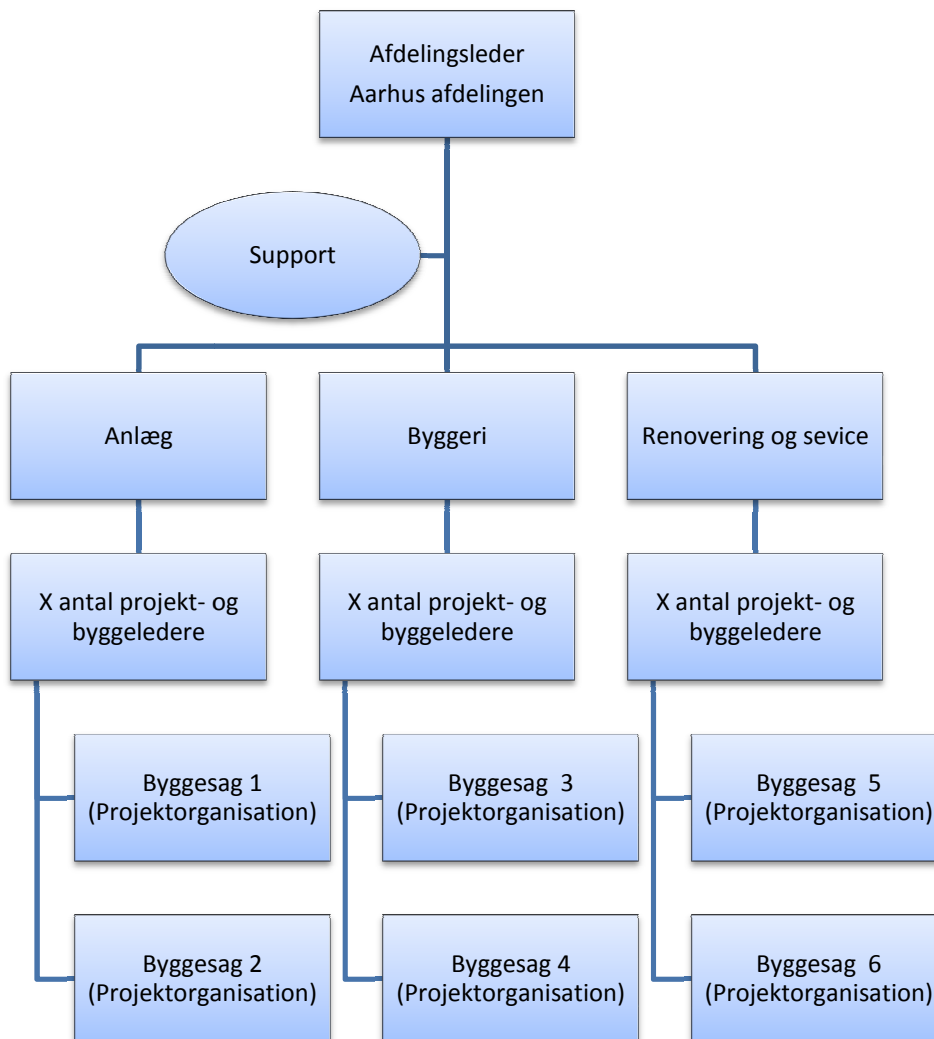 Afdelingsleder
Aarhus afdelingen
Support
Anlæg
Byggeri
Renovering og sevice
X antal projekt- og
byggeledere
X antal projekt- og
byggeledere
X antal projekt- og
byggeledere
Byggesag 1
(Projektorganisation)
Byggesag  3
(Projektorganisation)
Byggesag  5
(Projektorganisation)
Byggesag 2
(Projektorganisation)
Byggesag 4
(Projektorganisation)
Byggesag  6
(Projektorganisation)